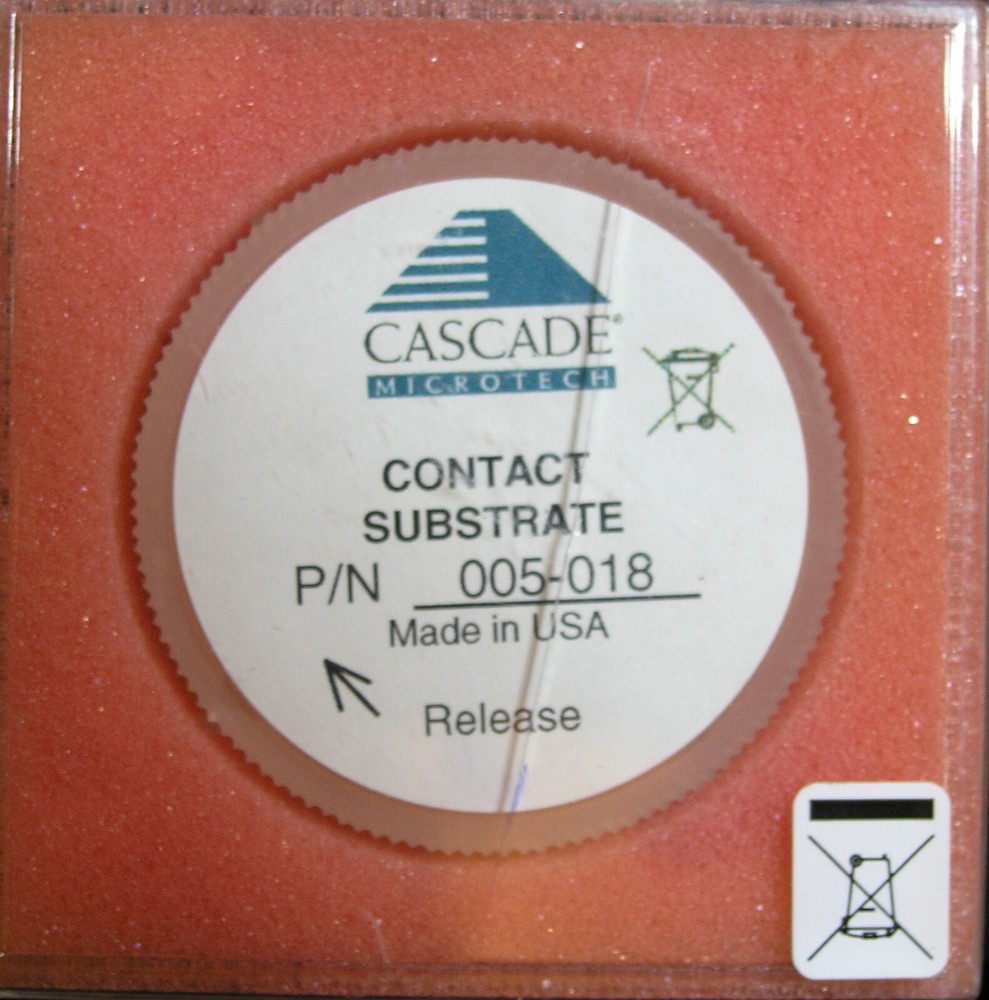 CASCADE®
MICROTECH
CONTACT
SUBSTRATE
P/N 005-018
Made in USA
Release